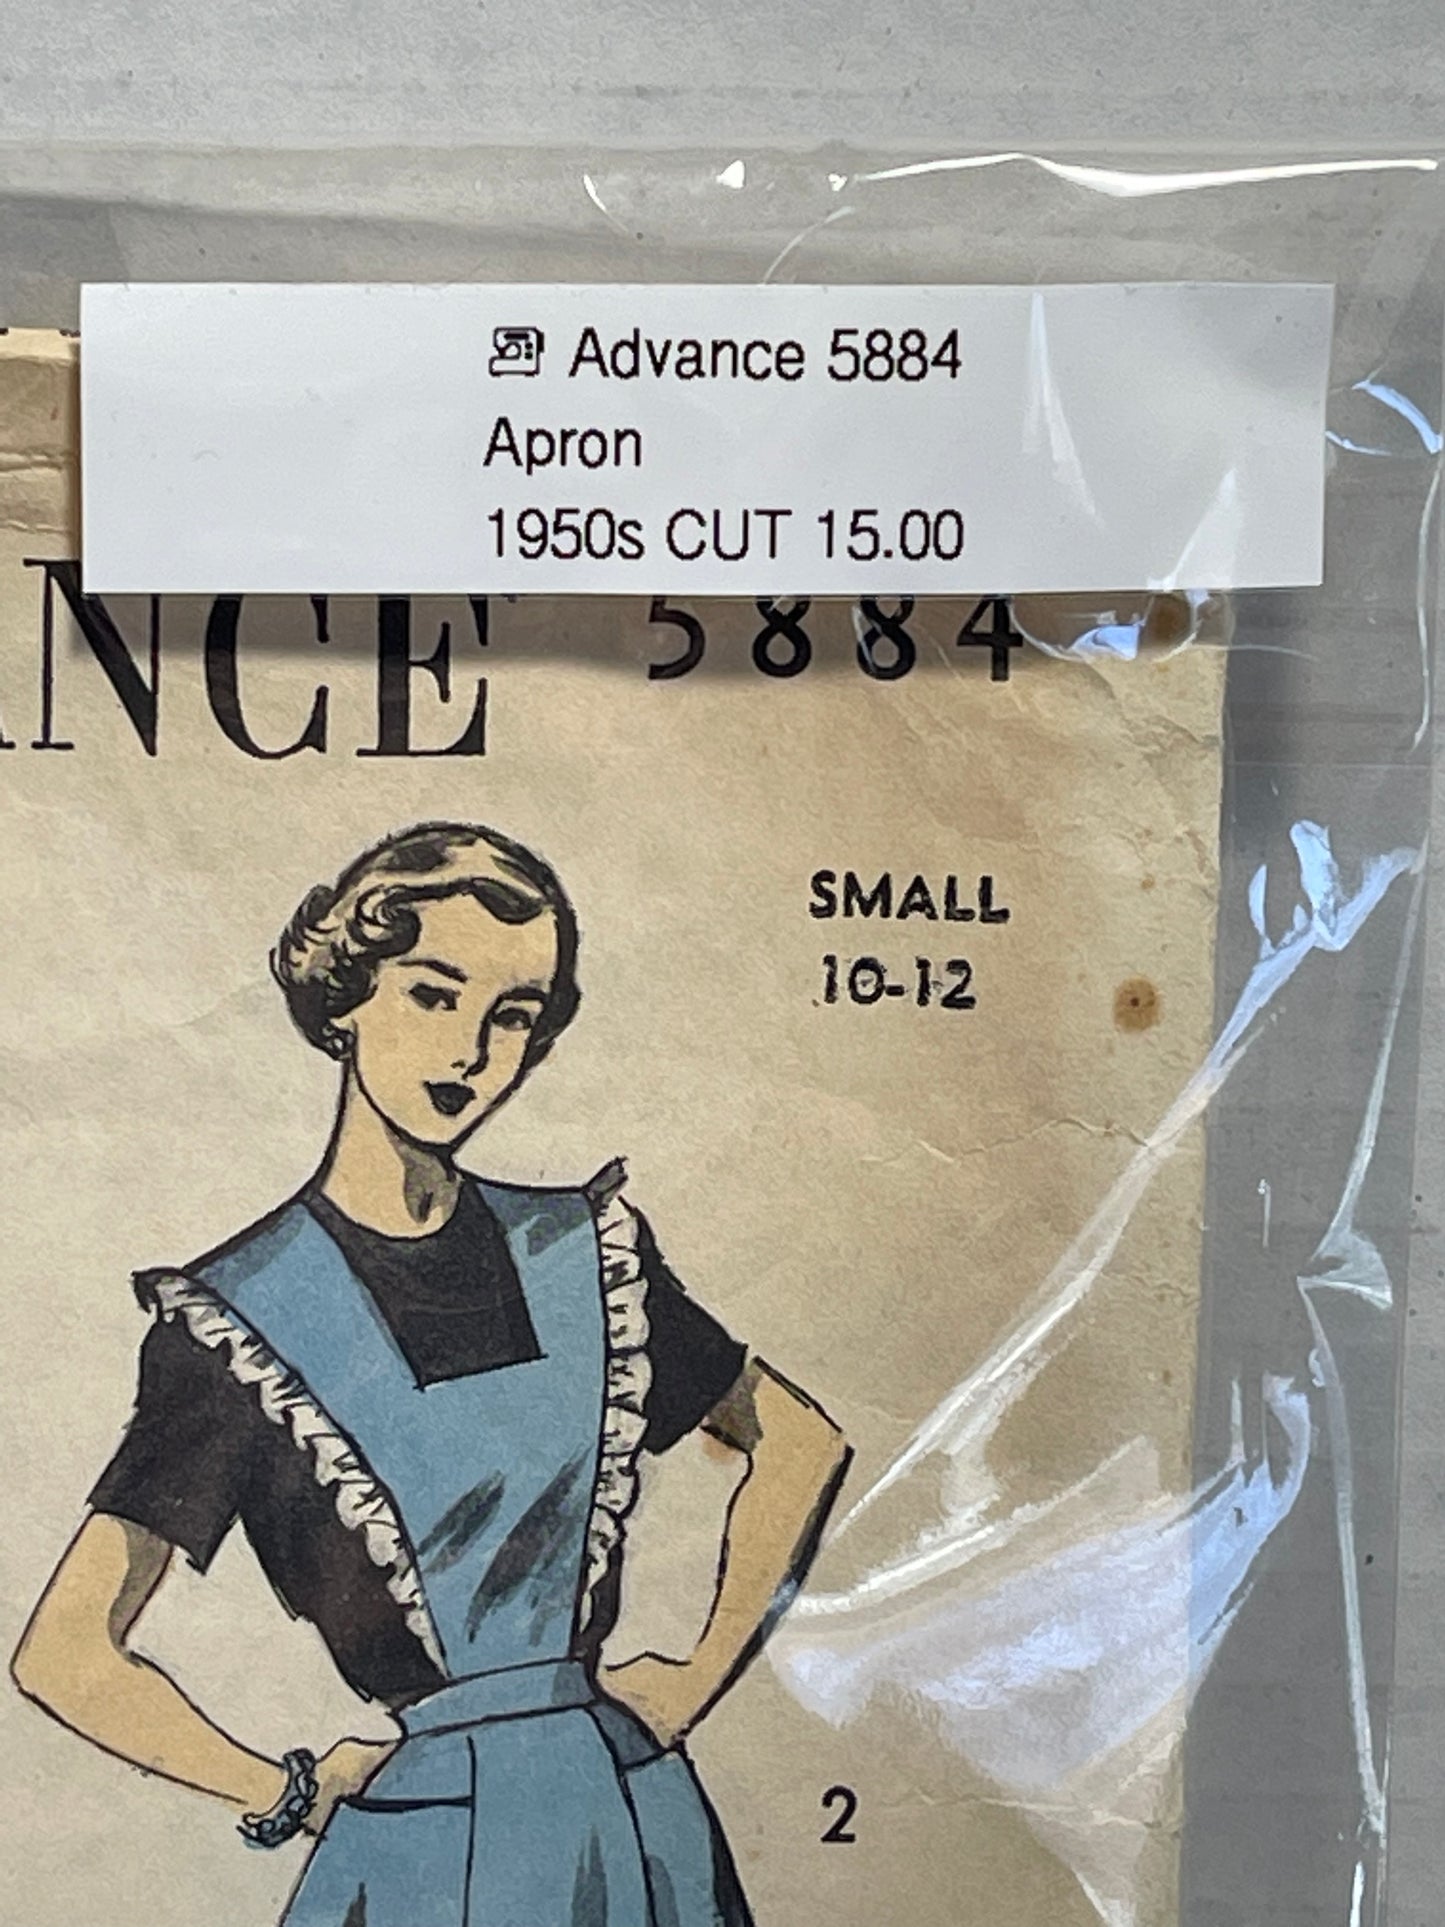 Advance 5884
Apron
1950s CUT 15.00
ANCE 5884
SMALL
10-12
2